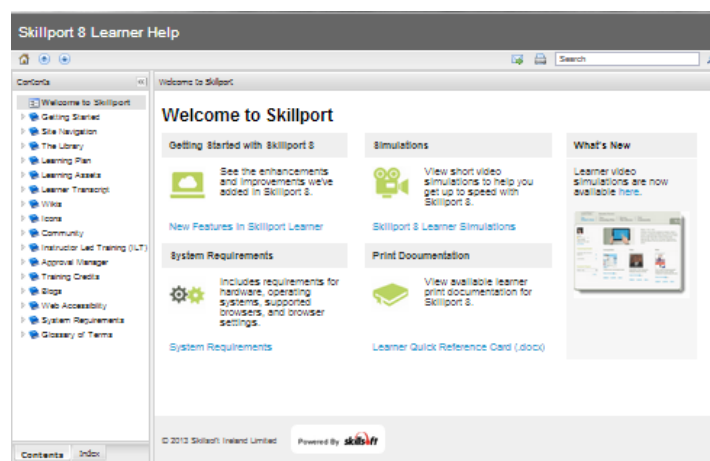 Skillport 8 Learner Help
Search
Contents
Welcome to Skillport
Welcome to Skillport
Getting Started
Site Navigation
The Library
Learning Plan
Learning Assets
Learner Transcript
Wikis
Icons
Community
Instructor Led Training (ILT)
Approval Manager
Training Credits
Blogs
Web Accessibility
System Requirements
Glossary of Terms
Contents
Index
Welcome to Skillport
Getting Started with Skillport 8
See the enhancements
and improvements we've
added in Skillport 8.
New Features in Skillport Learner
Simulations
View short video
simulations to help you
get up to speed with
Skillport 8.
Skillport 8 Learner Simulations
What's New
Learner video
simulations are now
available here.
System Requirements
Includes requirements for
hardware, operating
systems, supported
browsers, and browser
settings.
System Requirements
Print Documentation
View available learner
print documentation for
Skillport 8.
Learner Quick Reference Card (.docx)
© 2013 Skillsoft Ireland Limited
Powered By skillsoft